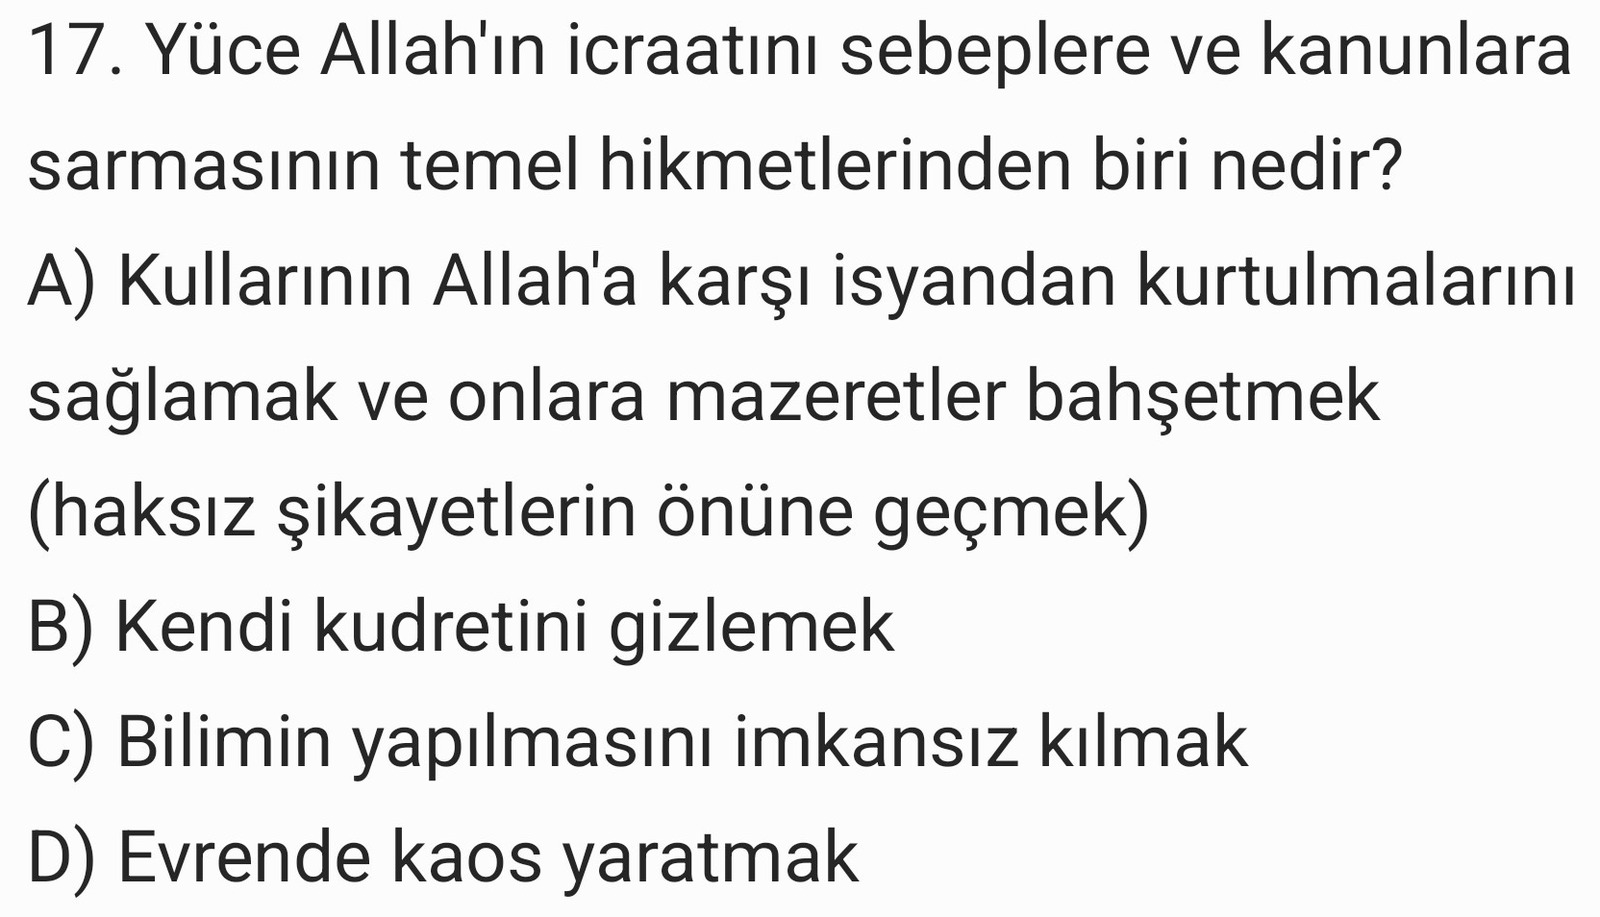 17. Yüce Allah'ın icraatını sebeplere ve kanunlara
sarmasının temel hikmetlerinden biri nedir?
A) Kullarının Allah'a karşı isyandan kurtulmalarını
sağlamak ve onlara mazeretler bahşetmek
(haksız şikayetlerin önüne geçmek)
B) Kendi kudretini gizlemek
C) Bilimin yapılmasını imkansız kılmak
D) Evrende kaos yaratmak